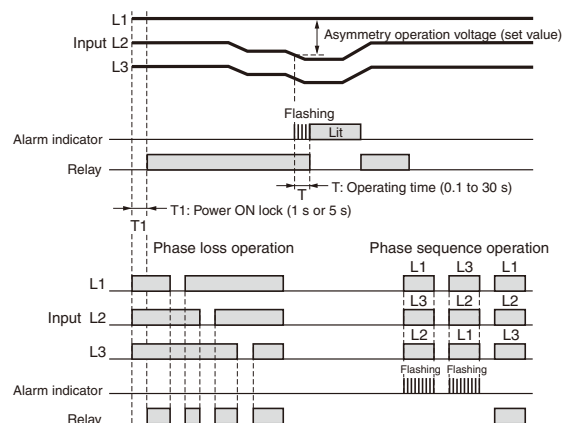 L1
Asymmetry operation voltage (set value)
Input L2
L3
Flashing
Alarm indicator
Lit
Relay
T
T: Operating time (0.1 to 30 s)
T1: Power ON lock (1 s or 5 s)
T1
Phase loss operation
Phase sequence operation
L1 L3 L1
L1
L3 L2 L2
Input L2
L2 L1 L3
L3
Flashing Flashing
Alarm indicator
Relay